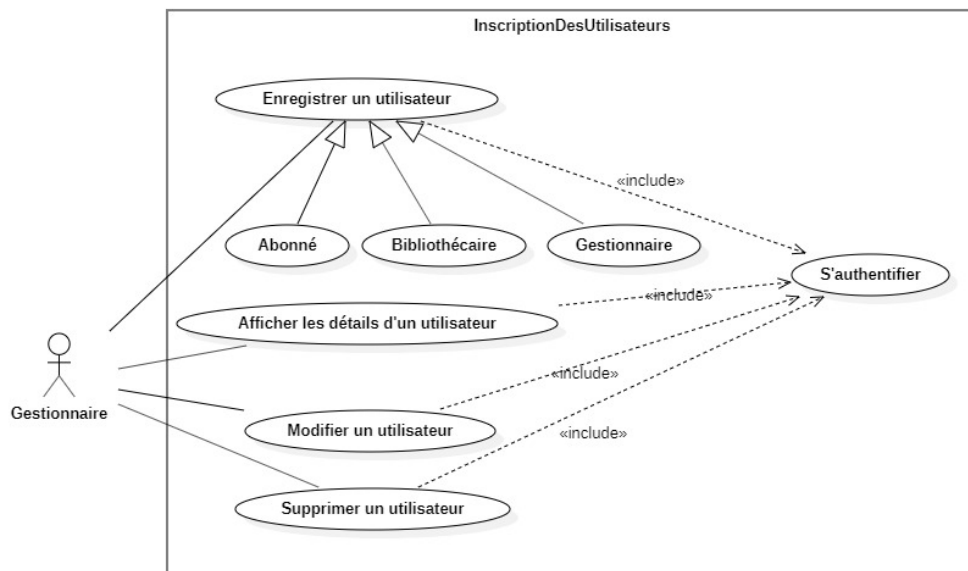 InscriptionDesUtilisateurs
Enregistrer un utilisateur
«include»
Abonné
Bibliothécaire
Gestionnaire
S'authentifier
«include»
Afficher les détails d'un utilisateur
Gestionnaire
«include»
Modifier un utilisateur
«include»
Supprimer un utilisateur